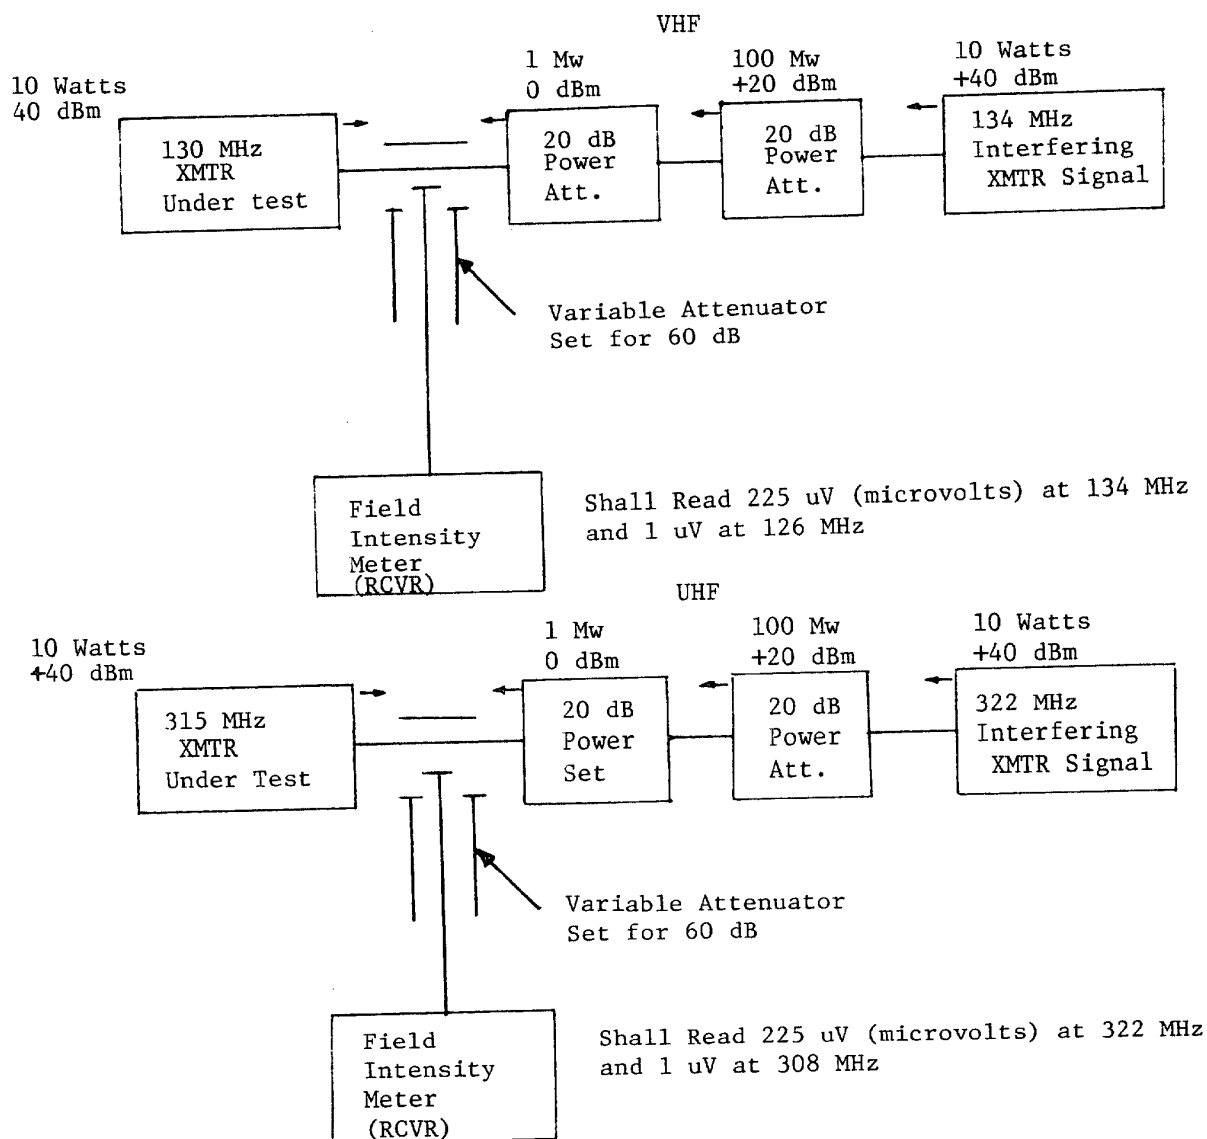 VHF
10 Watts
40 dBm
1 Mw
0 dBm
100 Mw
+20 dBm
10 Watts
+40 dBm
130 MHz
XMTR
Under test
20 dB
Power
Att.
20 dB
Power
Att.
134 MHz
Interfering
XMTR Signal
Variable Attenuator
Set for 60 dB
Field
Intensity
Meter
(RCVR)
Shall Read 225 uV (microvolts) at 134 MHz
and 1 uV at 126 MHz
UHF
10 Watts
+40 dBm
1 Mw
0 dBm
100 Mw
+20 dBm
10 Watts
+40 dBm
315 MHz
XMTR
Under Test
20 dB
Power
Set
20 dB
Power
Att.
322 MHz
Interfering
XMTR Signal
Variable Attenuator
Set for 60 dB
Field
Intensity
Meter
(RCVR)
Shall Read 225 uV (microvolts) at 322 MHz
and 1 uV at 308 MHz